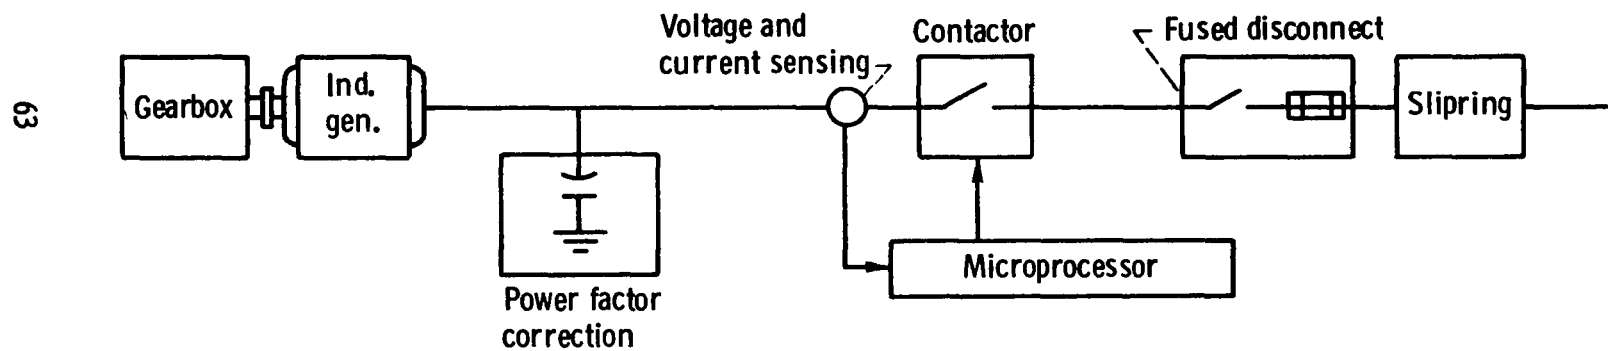 63
Gearbox
Ind.
gen.
Power factor
correction
Voltage and
current sensing
Contactor
Microprocessor
Fused disconnect
Slipring